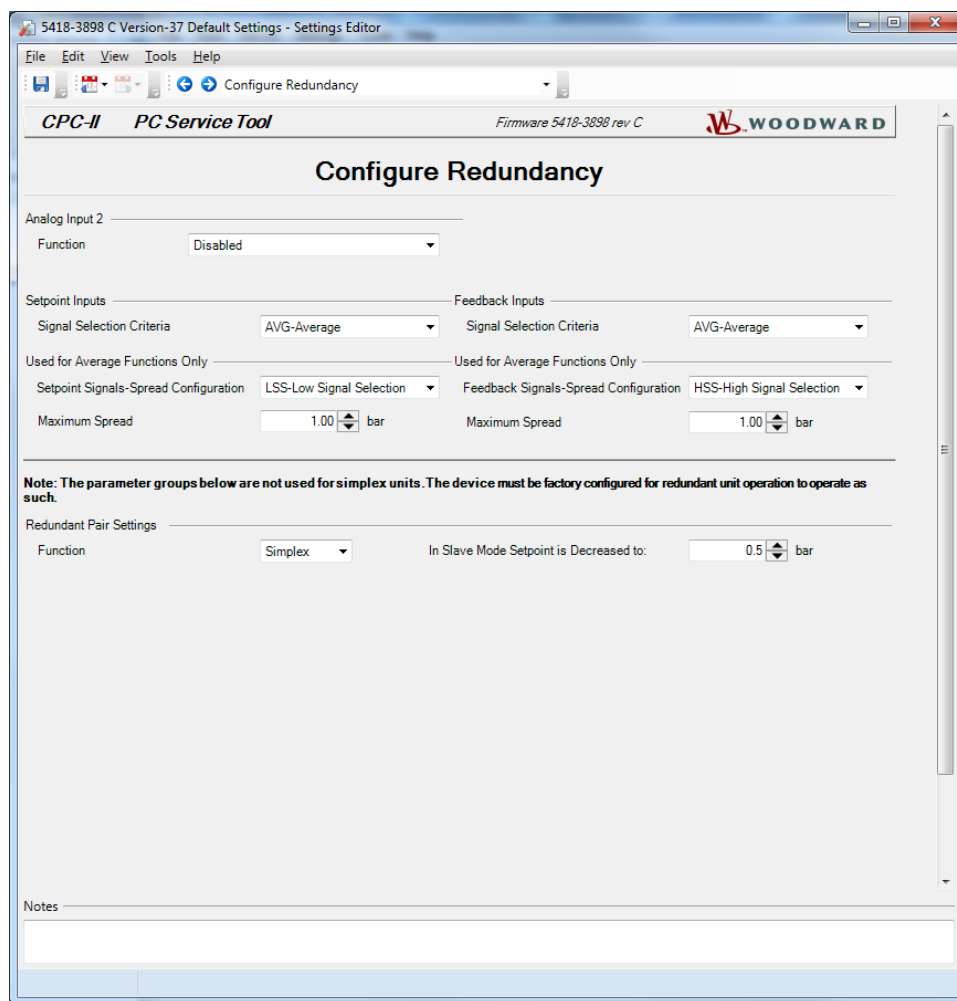 5418-3898 C Version-37 Default Settings - Settings Editor
File Edit View Tools Help
Configure Redundancy
CPC-II PC Service Tool Firmware 5418-3898 rev C WOODWARD
Configure Redundancy
Analog Input 2
Function Disabled
Setpoint Inputs Feedback Inputs
Signal Selection Criteria AVG-Average Signal Selection Criteria AVG-Average
Used for Average Functions Only Used for Average Functions Only
Setpoint Signals-Spread Configuration LSS-Low Signal Selection Feedback Signals-Spread Configuration HSS-High Signal Selection
Maximum Spread 1.00 bar Maximum Spread 1.00 bar
Note: The parameter groups below are not used for simplex units. The device must be factory configured for redundant unit operation to operate as
such.
Redundant Pair Settings
Function Simplex In Slave Mode Setpoint is Decreased to: 0.5 bar
Notes